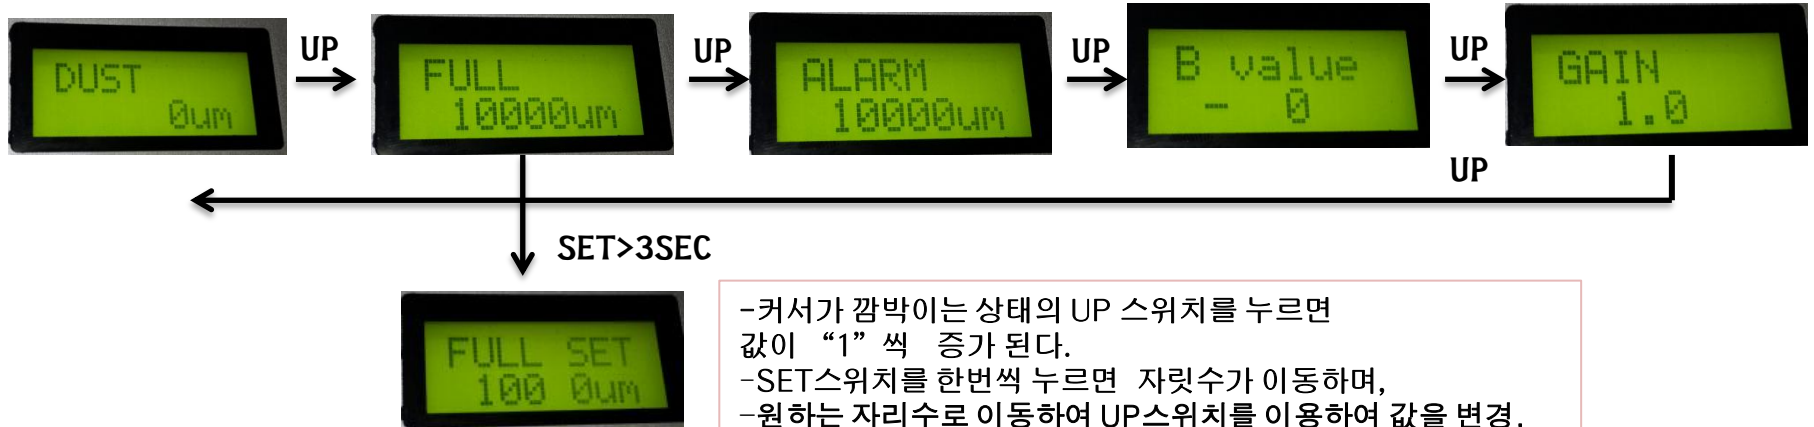 DUST
0um
UP
FULL
10000um
UP
ALARM
10000um
UP
B value
- 0
UP
GAIN
1.0
UP
SET>3SEC
FULL SET
100 0um
-커서가 깜박이는 상태의 UP 스위치를 누르면
값이 “1” 씩 증가 된다.
-SET스위치를 한번씩 누르면 자릿수가 이동하며,
-원하는 자리수로 이동하여 UP스위치를 이용하여 값을 변경.